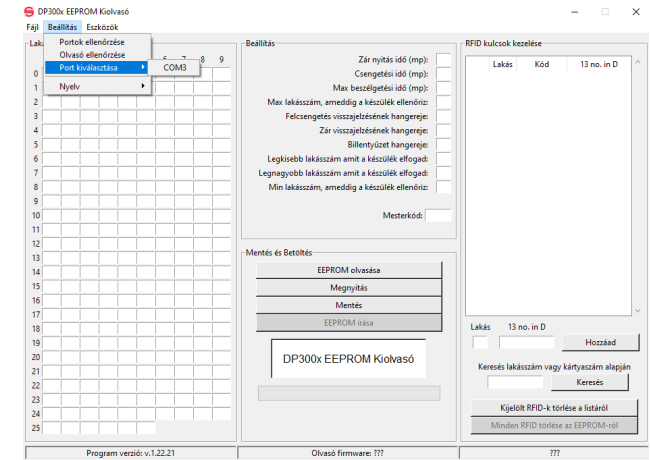 DP300x EEPROM Kiolvasó
Fájl Beállítás Eszközök
Portok ellenőrzése
Olvasó ellenőrzése
Port kiválasztása
COM3
Nyelv
8 9
0
1
2
3
4
5
6
7
8
9
10
11
12
13
14
15
16
17
18
19
20
21
22
23
24
25
Beállítás
Zár nyitás idő (mp):
Csengetési idő (mp):
Max beszélgetési idő (mp):
Max lakásszám, ameddig a készülék ellenőriz:
Felcsengetés visszajelzésének hangereje:
Zár visszajelzésének hangereje:
Billentyűzet hangereje:
Legkisebb lakásszám amit a készülék elfogad:
Legnagyobb lakásszám amit a készülék elfogad:
Min lakásszám, ameddig a készülék ellenőriz:
Mesterkód:
Mentés és Betöltés
EEPROM olvasása
Megnyitás
Mentés
EEPROM írása
DP300x EEPROM Kiolvasó
RFID kulcsok kezelése
Lakás Kód 13 no. in D
Lakás 13 no. in D
Hozzáad
Keresés lakásszám vagy kártyaszám alapján
Keresés
Kijelölt RFID-k törlése a listáról
Minden RFID törlése az EEPROM-ról
Program verzió: v.1.22.21
Olvasó firmware: ???
???